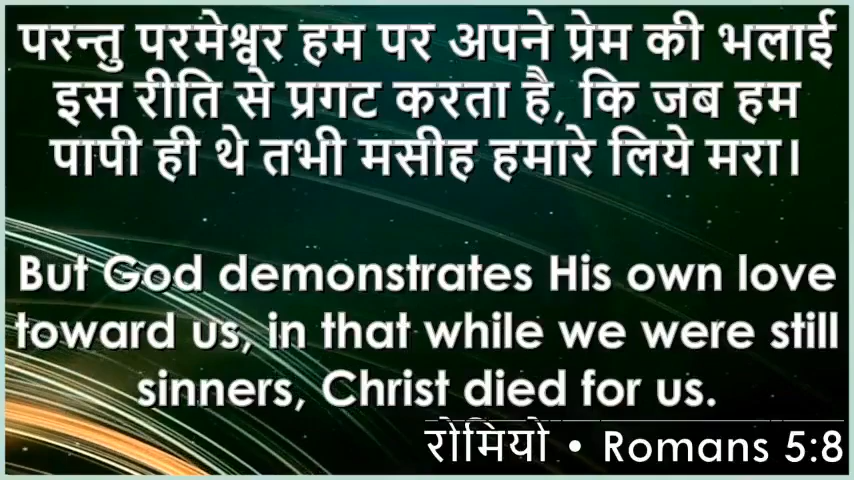 परन्तु परमेश्वर हम पर अपने प्रेम की भलाई
इस रीति से प्रगट करता है, कि जब हम
पापी ही थे तभी मसीह हमारे लिये मरा।
But God demonstrates His own love
toward us, in that while we were still
sinners, Christ died for us.
रोमियो • Romans 5:8